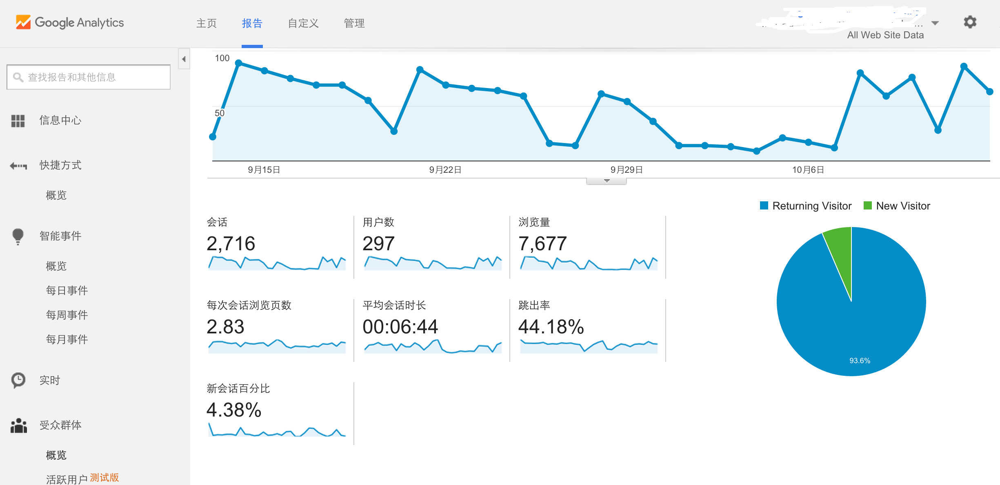 Google Analytics
主页 报告 自定义 管理
All Web Site Data
查找报告和其他信息
信息中心
快捷方式
概览
智能事件
概览
每日事件
每周事件
每月事件
实时
受众群体
概览
活跃用户 测试版
100
50
9月15日 9月22日 9月29日 10月6日
会话
2,716
用户数
297
浏览量
7,677
每次会话浏览页数
2.83
平均会话时长
00:06:44
跳出率
44.18%
新会话百分比
4.38%
Returning Visitor New Visitor
93.6%